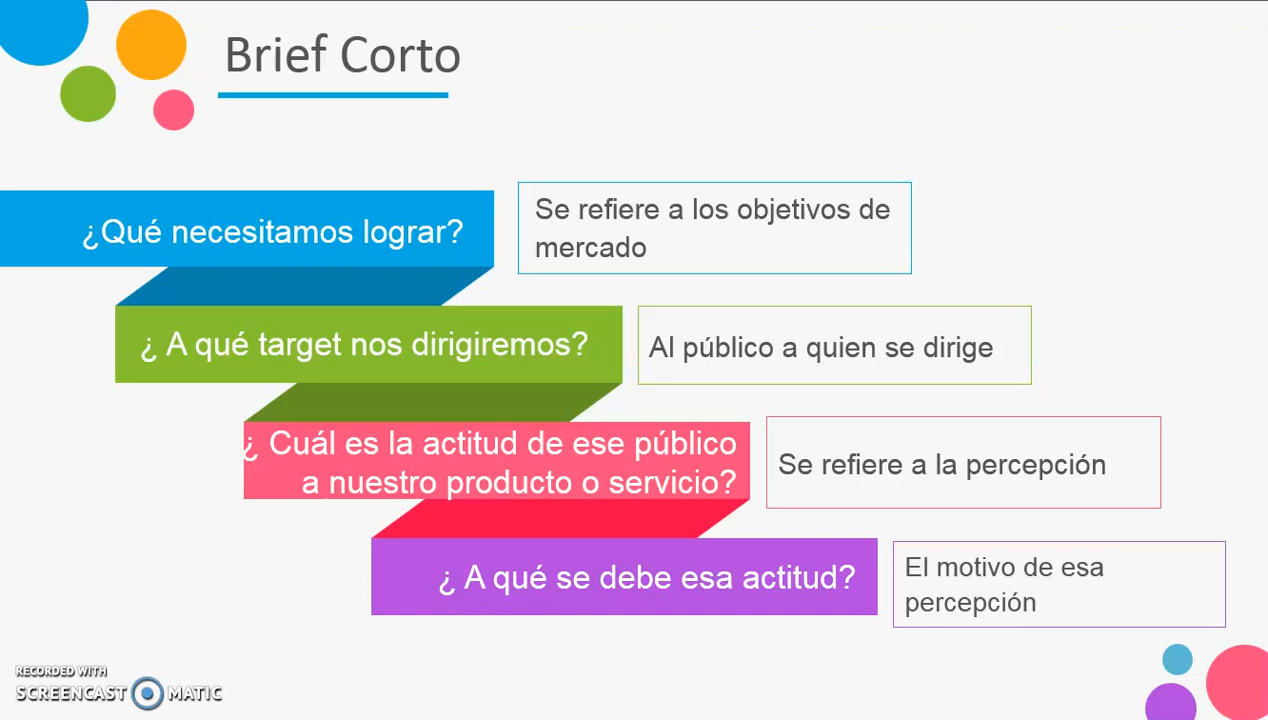 Brief Corto
¿Qué necesitamos lograr?
Se refiere a los objetivos de
mercado
¿ A qué target nos dirigiremos?
Al público a quien se dirige
¿ Cuál es la actitud de ese público
a nuestro producto o servicio?
Se refiere a la percepción
¿ A qué se debe esa actitud?
El motivo de esa
percepción
RECORDED WITH
SCREENCAST MATIC